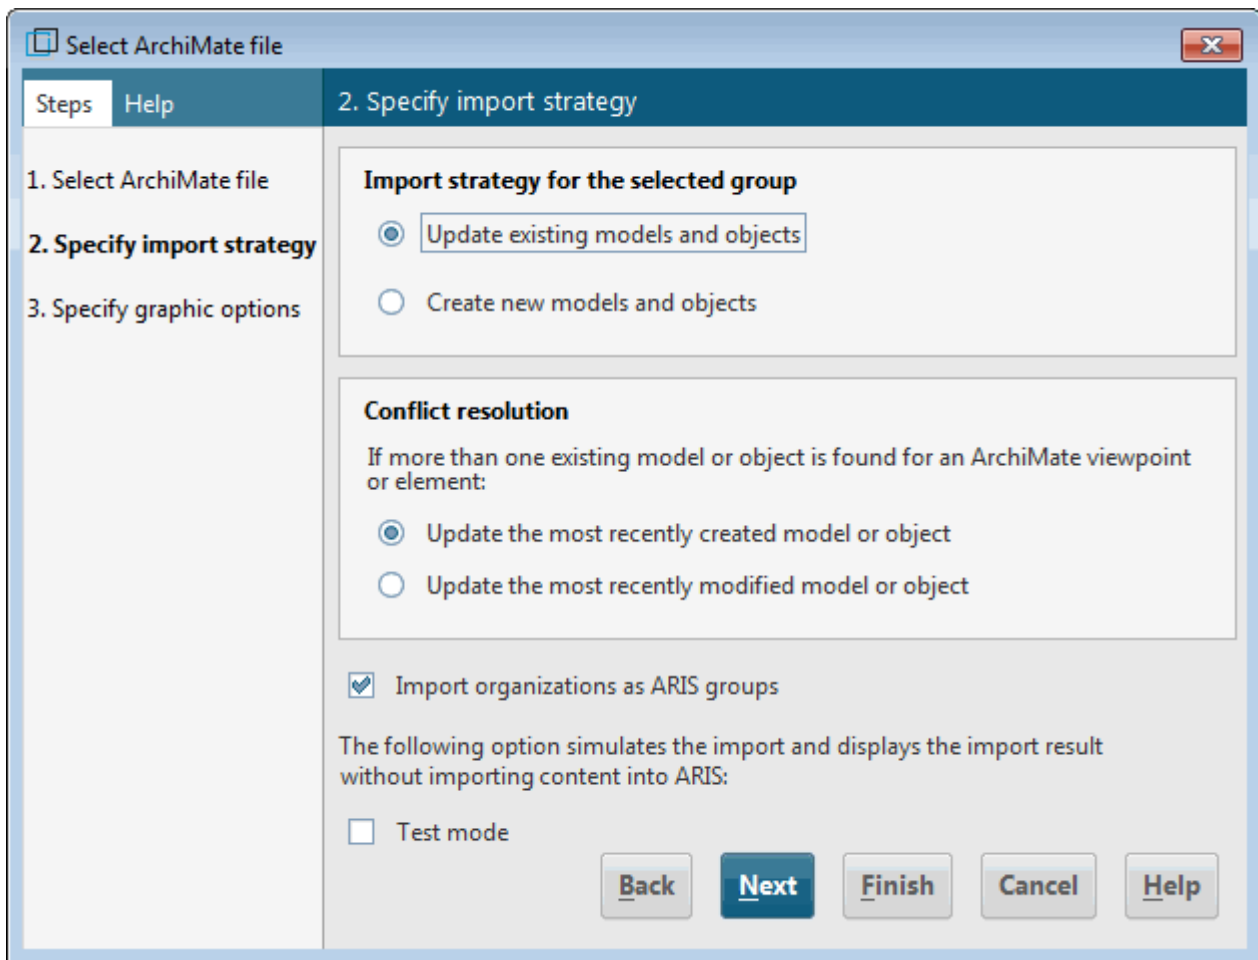 Select ArchiMate file
Steps
Help
2. Specify import strategy
1. Select ArchiMate file
2. Specify import strategy
3. Specify graphic options
Import strategy for the selected group
Update existing models and objects
Create new models and objects
Conflict resolution
If more than one existing model or object is found for an ArchiMate viewpoint
or element:
Update the most recently created model or object
Update the most recently modified model or object
Import organizations as ARIS groups
The following option simulates the import and displays the import result
without importing content into ARIS:
Test mode
Back
Next
Finish
Cancel
Help